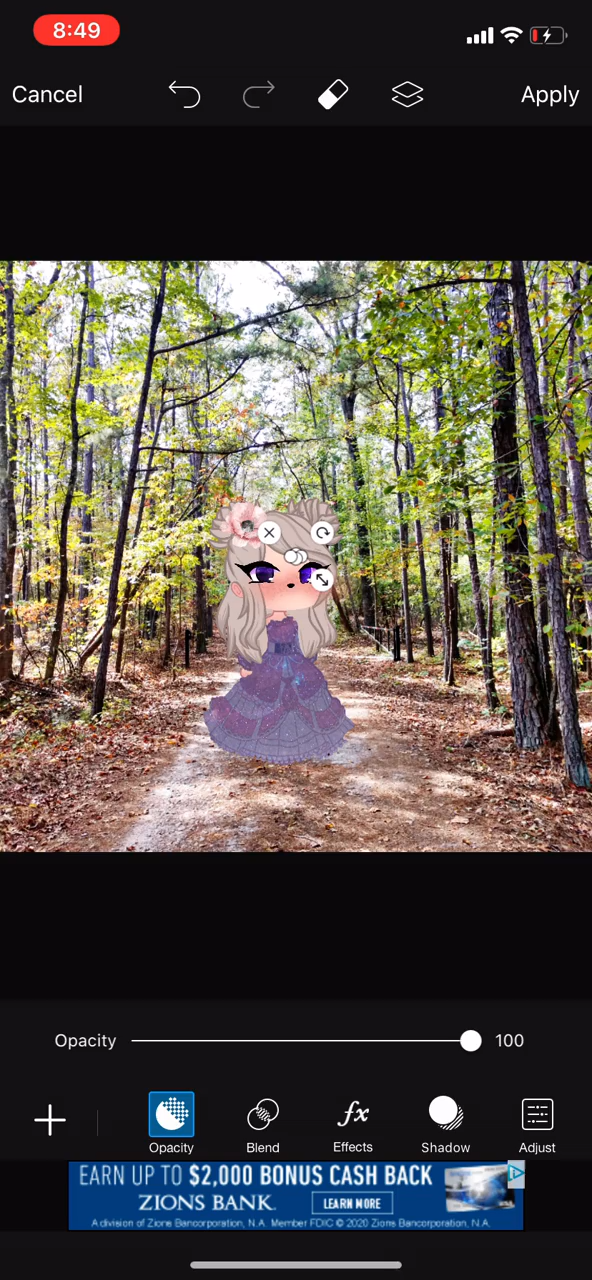 8:49
Cancel
Apply
Opacity
100
Opacity
Blend
fx
Effects
Shadow
Adjust
EARN UP TO $2,000 BONUS CASH BACK
ZIONS BANK.
LEARN MORE
A division of Zions Bancorporation, N.A. Member FDIC © 2020 Zions Bancorporation, N.A.